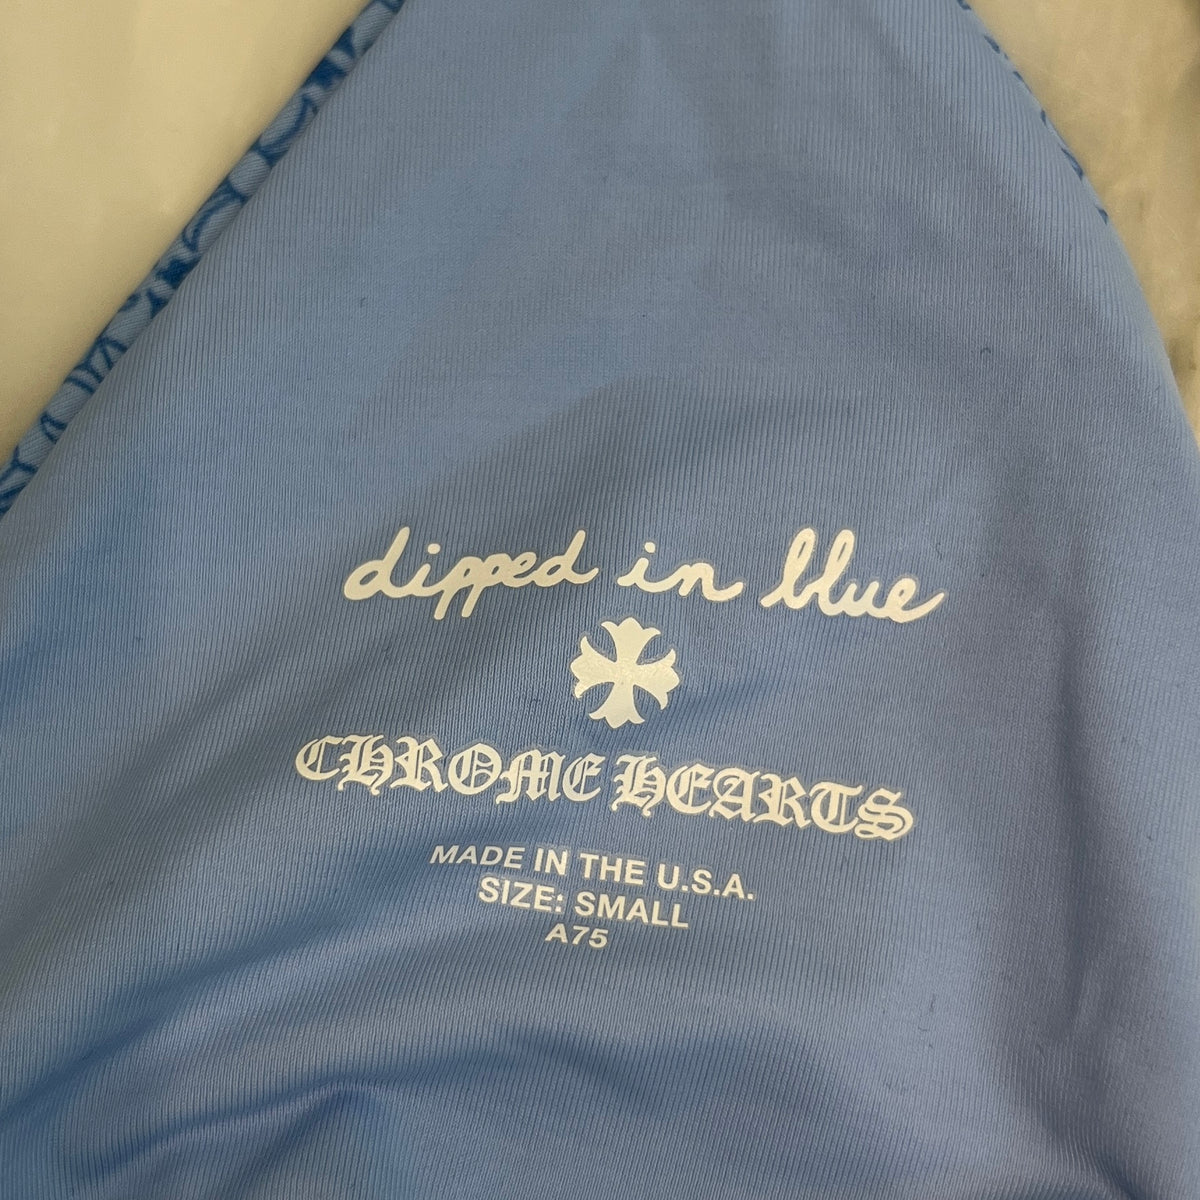 dipped in blue
CHROME HEARTS
MADE IN THE U.S.A.
SIZE: SMALL
A75